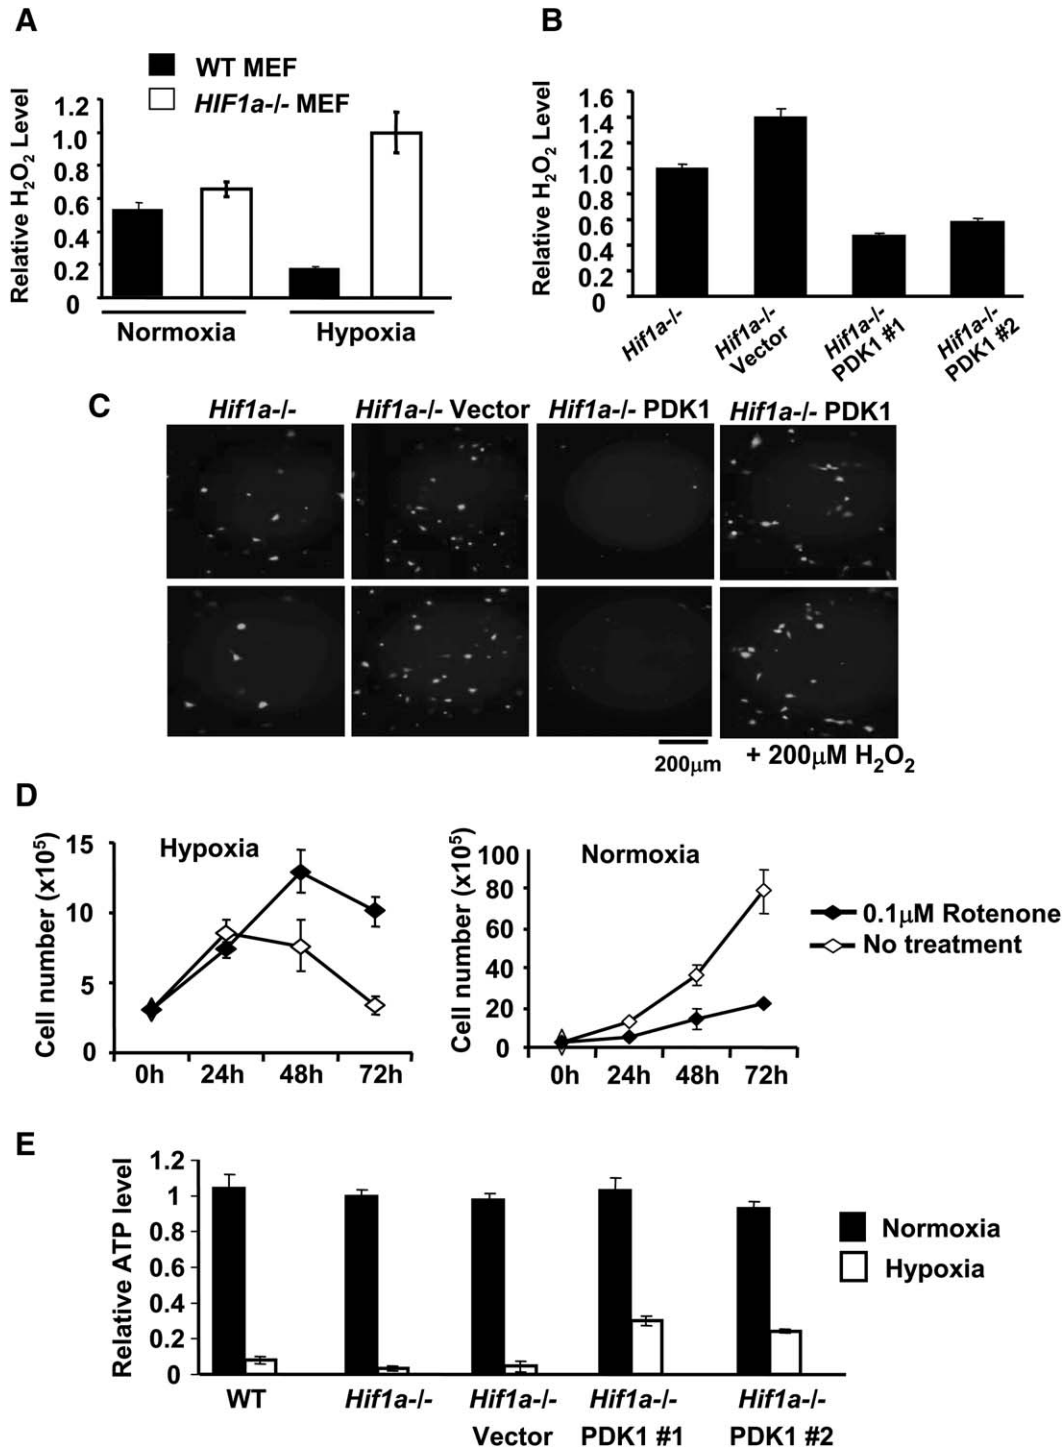 A
WT MEF
HIF1a-/- MEF
Relative H₂O₂ Level
1.2
1.0
0.8
0.6
0.4
0.2
0
Normoxia
Hypoxia
B
Relative H₂O₂ Level
1.6
1.4
1.2
1.0
0.8
0.6
0.4
0.2
0
Hif1a-/-
Hif1a-/-
Vector
Hif1a-/-
PDK1 #1
Hif1a-/-
PDK1 #2
C
Hif1a-/-
Hif1a-/- Vector
Hif1a-/- PDK1
Hif1a-/- PDK1
200μm
+ 200μM H₂O₂
D
Cell number (x10⁵)
15
10
5
0
Hypoxia
0h
24h
48h
72h
Cell number (x10⁵)
100
80
60
40
20
0
Normoxia
0h
24h
48h
72h
0.1μM Rotenone
No treatment
E
Relative ATP level
1.2
1
0.8
0.6
0.4
0.2
0
WT
Hif1a-/-
Hif1a-/-
Vector
Hif1a-/-
PDK1 #1
Hif1a-/-
PDK1 #2
Normoxia
Hypoxia